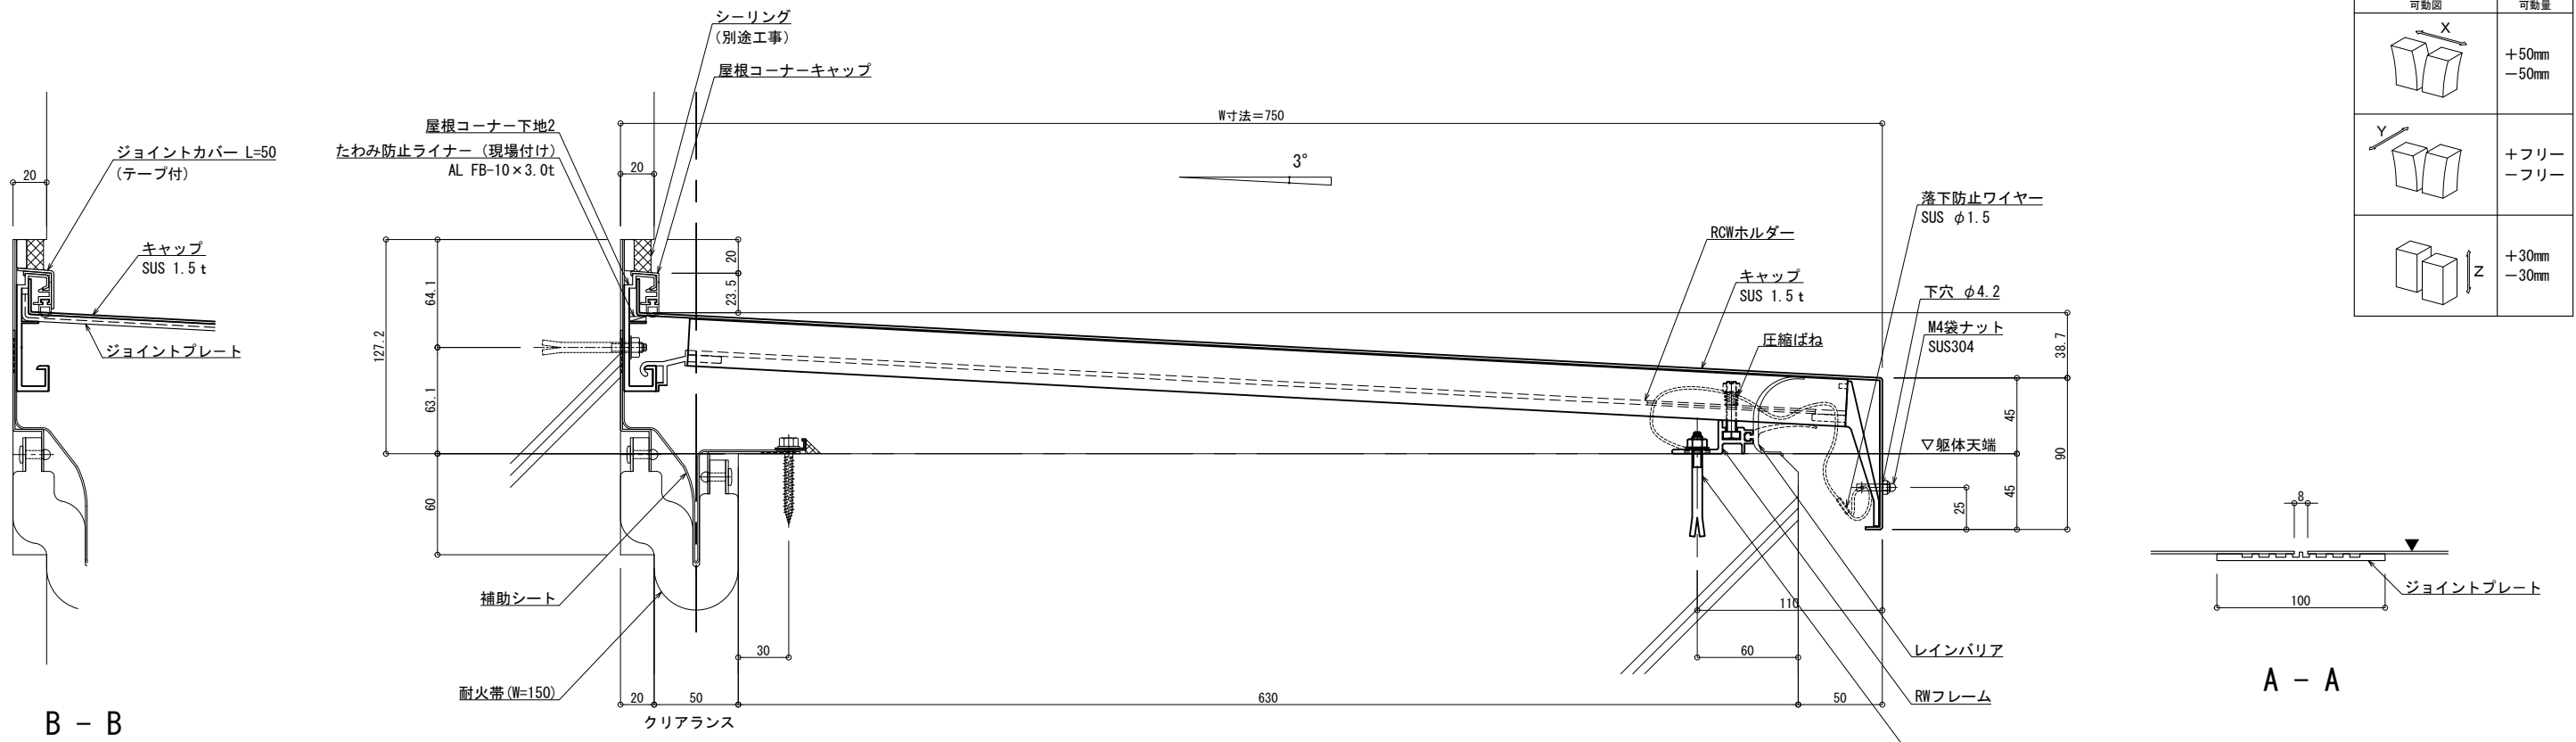 シーリング
(別途工事)
屋根コーナーキャップ
屋根コーナー下地2
たわみ防止ライナー (現場付け)
AL FB-10×3.0t
ジョイントカバー L=50
(テープ付)
20
キャップ
SUS 1.5t
ジョイントプレート
B - B
W寸法=750
20
3°
127.2
64.1
63.1
60
20
23.5
RCWホルダー
キャップ
SUS 1.5t
圧縮ばね
落下防止ワイヤー
SUS φ1.5
下穴 φ4.2
M4袋ナット
SUS304
38.7
▽躯体天端
45
45
90
25
補助シート
耐火帯(W=150)
30
110
60
20
50
630
50
クリアランス
レインバリア
RWフレーム
可動図
可動量
X
+50mm
-50mm
Y
+フリー
-フリー
Z
+30mm
-30mm
8
ジョイントプレート
100
A - A